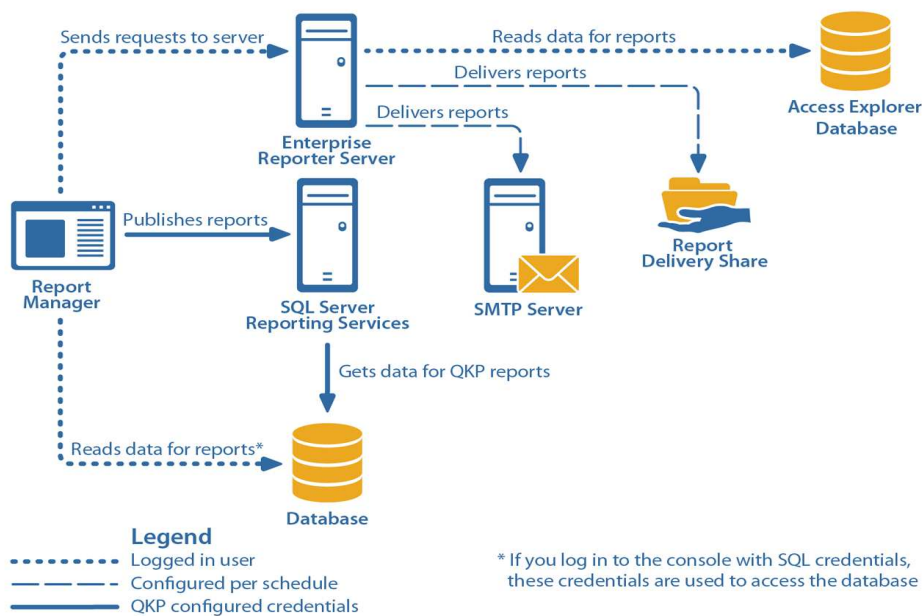 Sends requests to server
Reads data for reports
Delivers reports
Delivers reports
Access Explorer
Database
Enterprise
Reporter Server
Publishes reports
Report
Manager
SQL Server
Reporting Services
SMTP Server
Report
Delivery Share
Gets data for QKP reports
Reads data for reports*
Database
Legend
Logged in user
Configured per schedule
QKP configured credentials
* If you log in to the console with SQL credentials,
these credentials are used to access the database